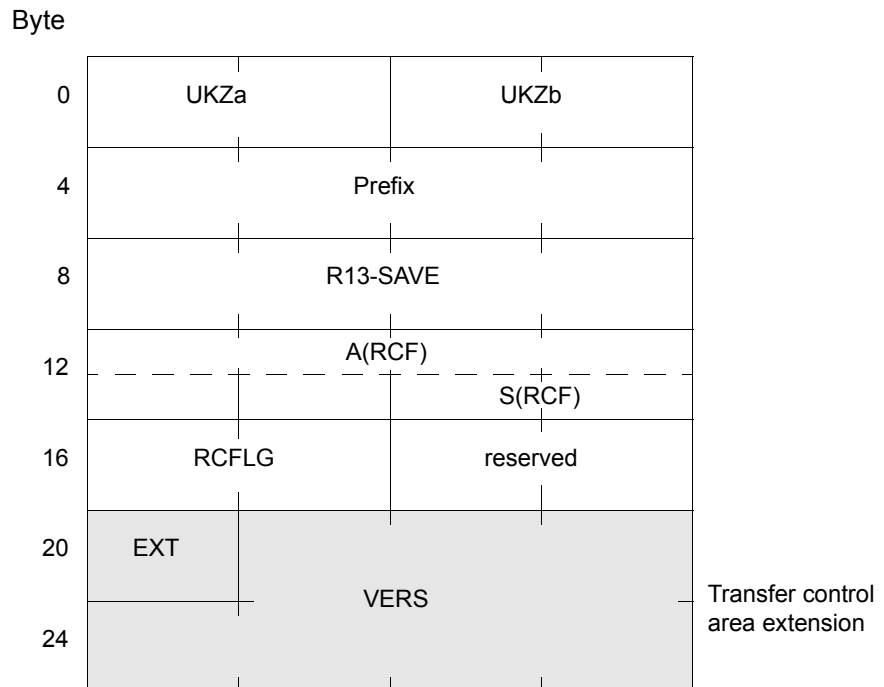 Byte
0 UKZa UKZb
4 Prefix
8 R13-SAVE
12 A(RCF)
S(RCF)
16 RCFLG reserved
20 EXT
VERS
Transfer control
area extension
24